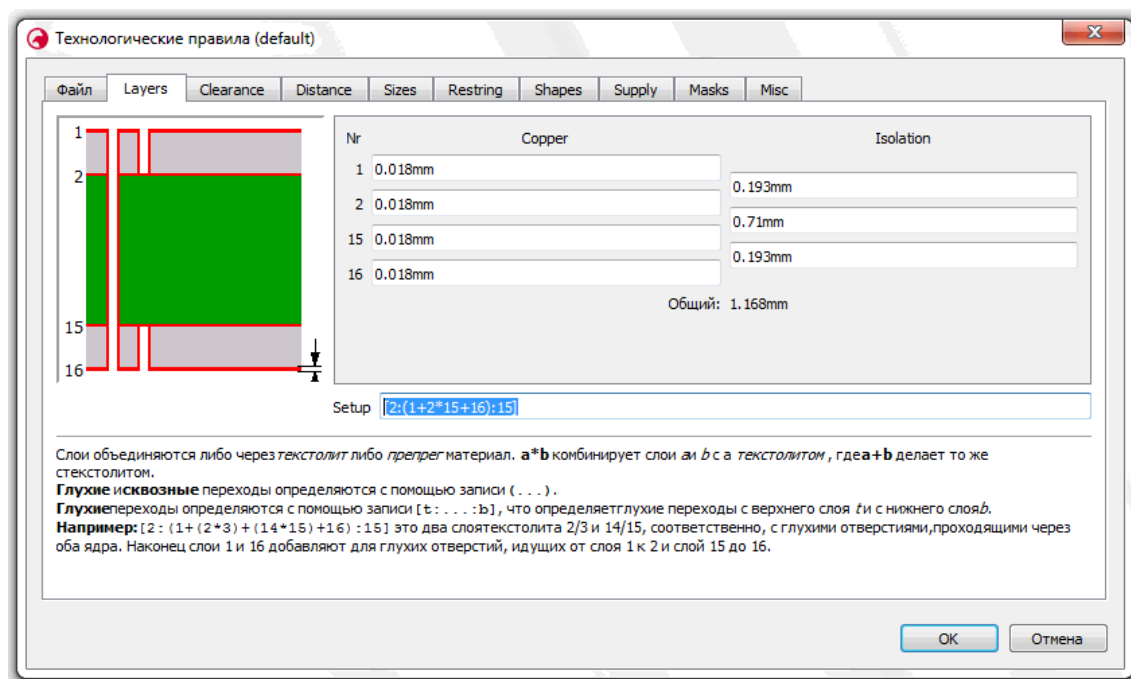 Технологические правила (default)
Файл Layers Clearance Distance Sizes Restring Shapes Supply Masks Misc
1
2
15
16
Nr Copper Isolation
1 0.018mm
0.193mm
2 0.018mm
0.71mm
15 0.018mm
0.193mm
16 0.018mm
Общий: 1.168mm
Setup [2:(1+2*15+16):15]
Слои объединяются либо через текстолит либо препрег материал. a*b комбинирует слои a и b с а текстолитом , где a+b делает то же
стекстолитом.
Глухие и сквозные переходы определяются с помощью записи (...).
Глухие переходы определяются с помощью записи [t:...:b], что определяетглухие переходы с верхнего слоя t и с нижнего слоя b.
Например: [2:(1+(2*3)+(14*15)+16):15] это два слоятекстолита 2/3 и 14/15, соответственно, с глухими отверстиями,проходящими через
оба ядра. Наконец слои 1 и 16 добавляют для глухих отверстий, идущих от слоя 1 к 2 и слой 15 до 16.
OK Отмена